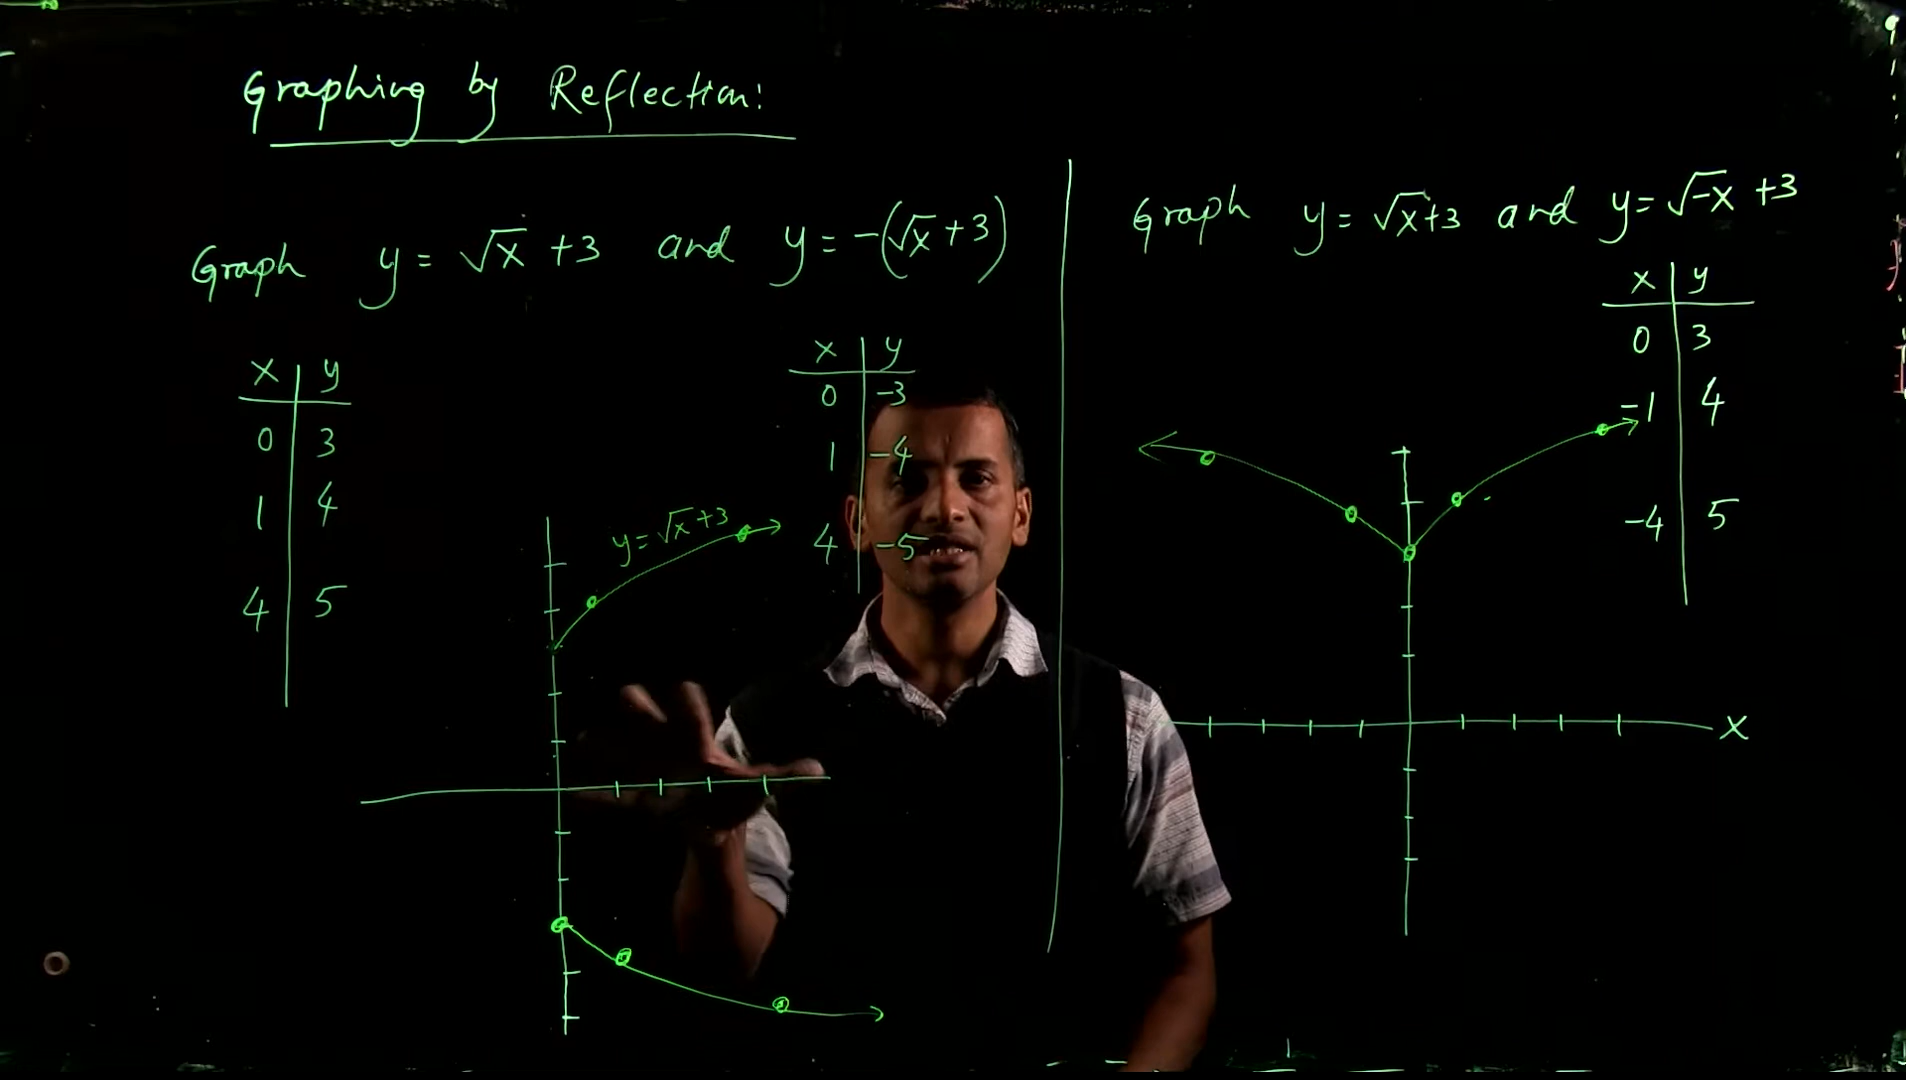 Graphing by Reflection:
Graph y = √x + 3 and y = -(√x + 3)
x y
0 3
1 4
4 5
x y
0 -3
1 -4
4 -5
y = √x + 3
Graph y = √x + 3 and y = √-x + 3
x y
0 3
-1 4
-4 5
X